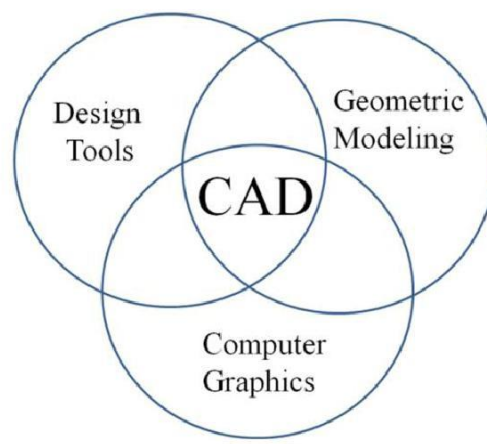 Design
Tools
Geometric
Modeling
CAD
Computer
Graphics